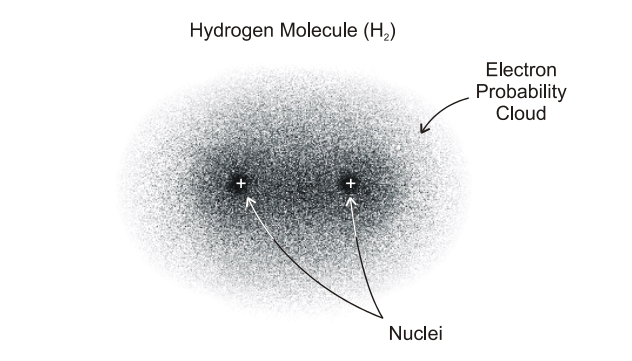 Hydrogen Molecule (H₂)
Electron
Probability
Cloud
+ +
Nuclei